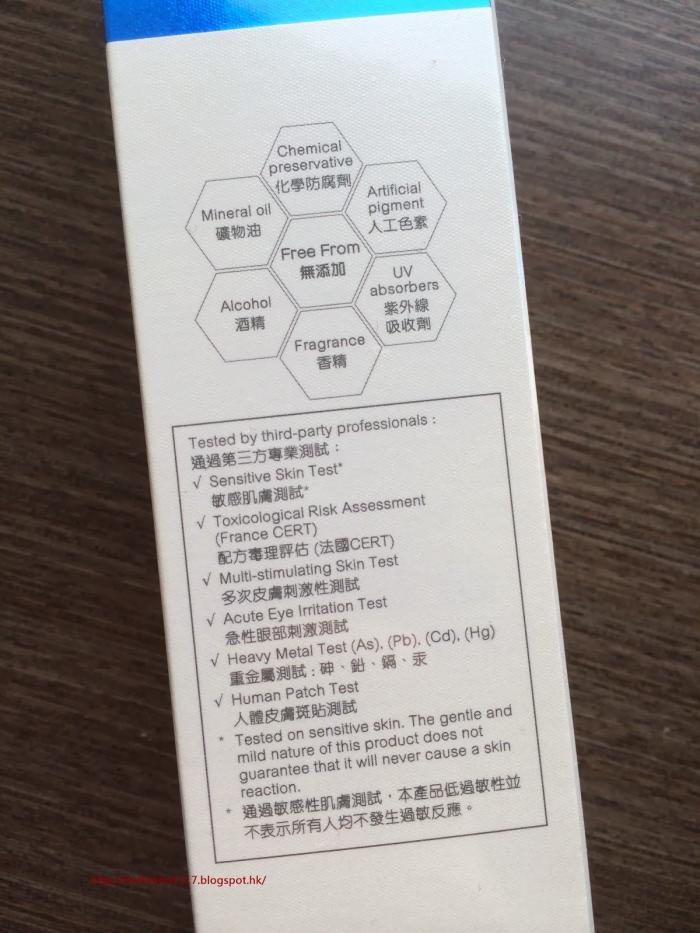 Chemical
preservative
化學防腐劑
Mineral oil
礦物油
Artificial
pigment
人工色素
Free From
無添加
Alcohol
酒精
UV
absorbers
紫外線
吸收劑
Fragrance
香精
Tested by third-party professionals :
通過第三方專業測試：
√ Sensitive Skin Test*
敏感肌膚測試*
√ Toxicological Risk Assessment
(France CERT)
配方毒理評估 (法國CERT)
√ Multi-stimulating Skin Test
多次皮膚刺激性測試
√ Acute Eye Irritation Test
急性眼部刺激測試
√ Heavy Metal Test (As), (Pb), (Cd), (Hg)
重金屬測試：砷、鉛、鎘、汞
√ Human Patch Test
人體皮膚斑貼測試
* Tested on sensitive skin. The gentle and
mild nature of this product does not
guarantee that it will never cause a skin
reaction.
* 通過敏感性肌膚測試，本產品低過敏性並
不表示所有人均不發生過敏反應。
.blogspot.hk/